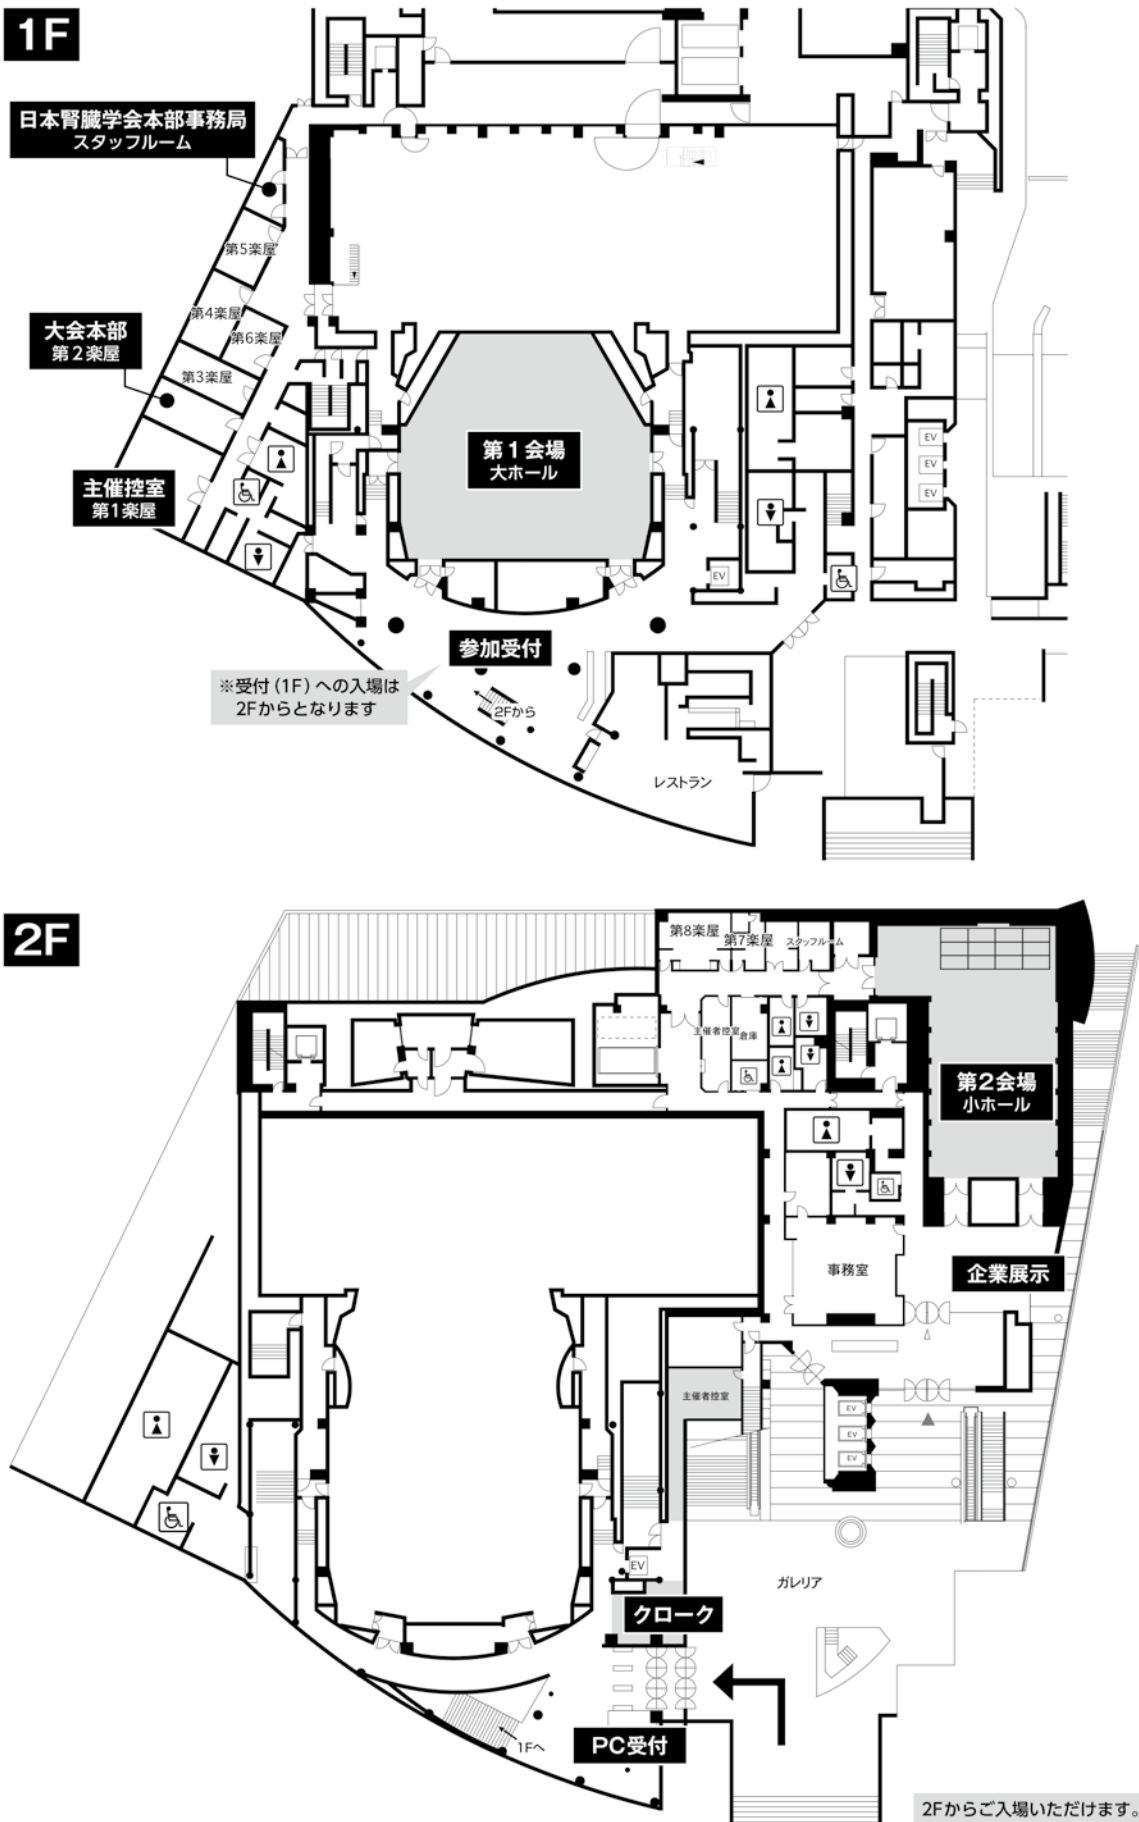 1F
日本腎臓学会本部事務局
スタッフルーム
第5楽屋
第4楽屋
大会本部
第2楽屋
第6楽屋
第3楽屋
第1会場
大ホール
EV
EV
EV
主催控室
第1楽屋
EV
参加受付
※受付(1F)への入場は
2Fからとなります
2Fから
レストラン
2F
第8楽屋
第7楽屋
スタッフルーム
主催者控室
倉庫
第2会場
小ホール
事務室
企業展示
主催者控室
EV
EV
EV
EV
ガレリア
クローク
PC受付
1Fへ
2Fからご入場いただけます。